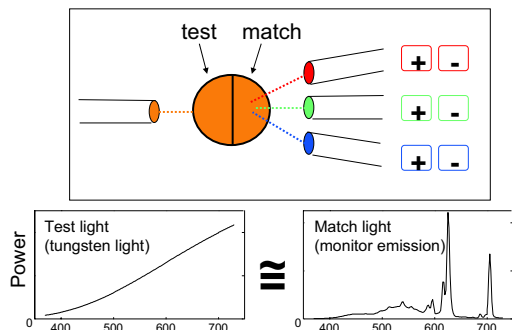 test match
+ -
+ -
+ -
Power
Test light
(tungsten light)
400 500 600 700
≅
Match light
(monitor emission)
0
400 500 600 700